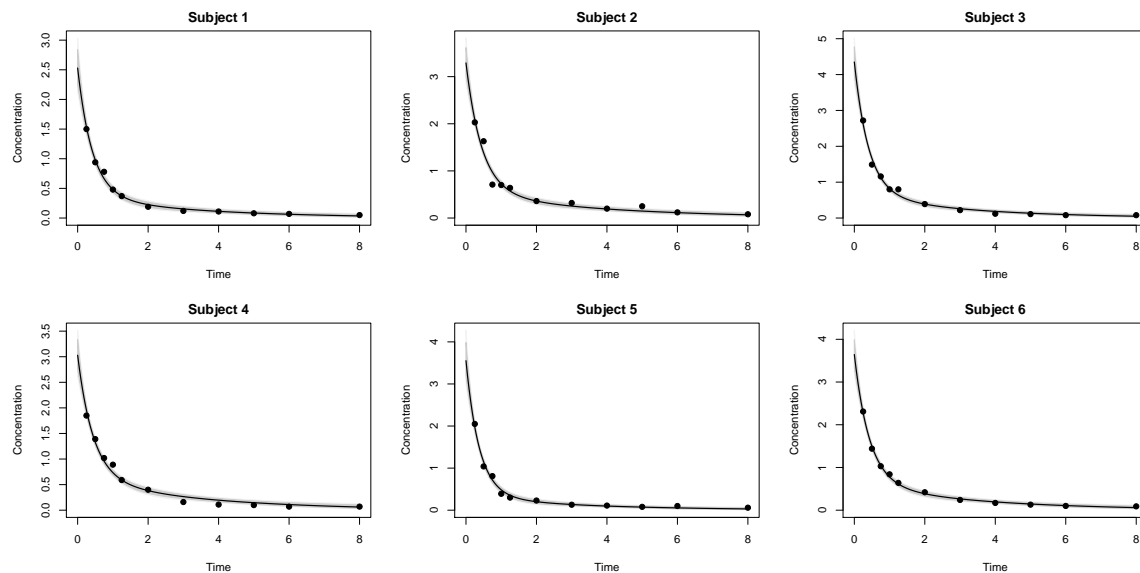 Subject 1
Concentration
3.0
2.5
2.0
1.5
1.0
0.5
0.0
0 2 4 6 8
Time
Subject 2
Concentration
3
2
1
0
0 2 4 6 8
Time
Subject 3
Concentration
5
4
3
2
1
0
0 2 4 6 8
Time
Subject 4
Concentration
3.5
3.0
2.5
2.0
1.5
1.0
0.5
0.0
0 2 4 6 8
Time
Subject 5
Concentration
4
3
2
1
0
0 2 4 6 8
Time
Subject 6
Concentration
4
3
2
1
0
0 2 4 6 8
Time